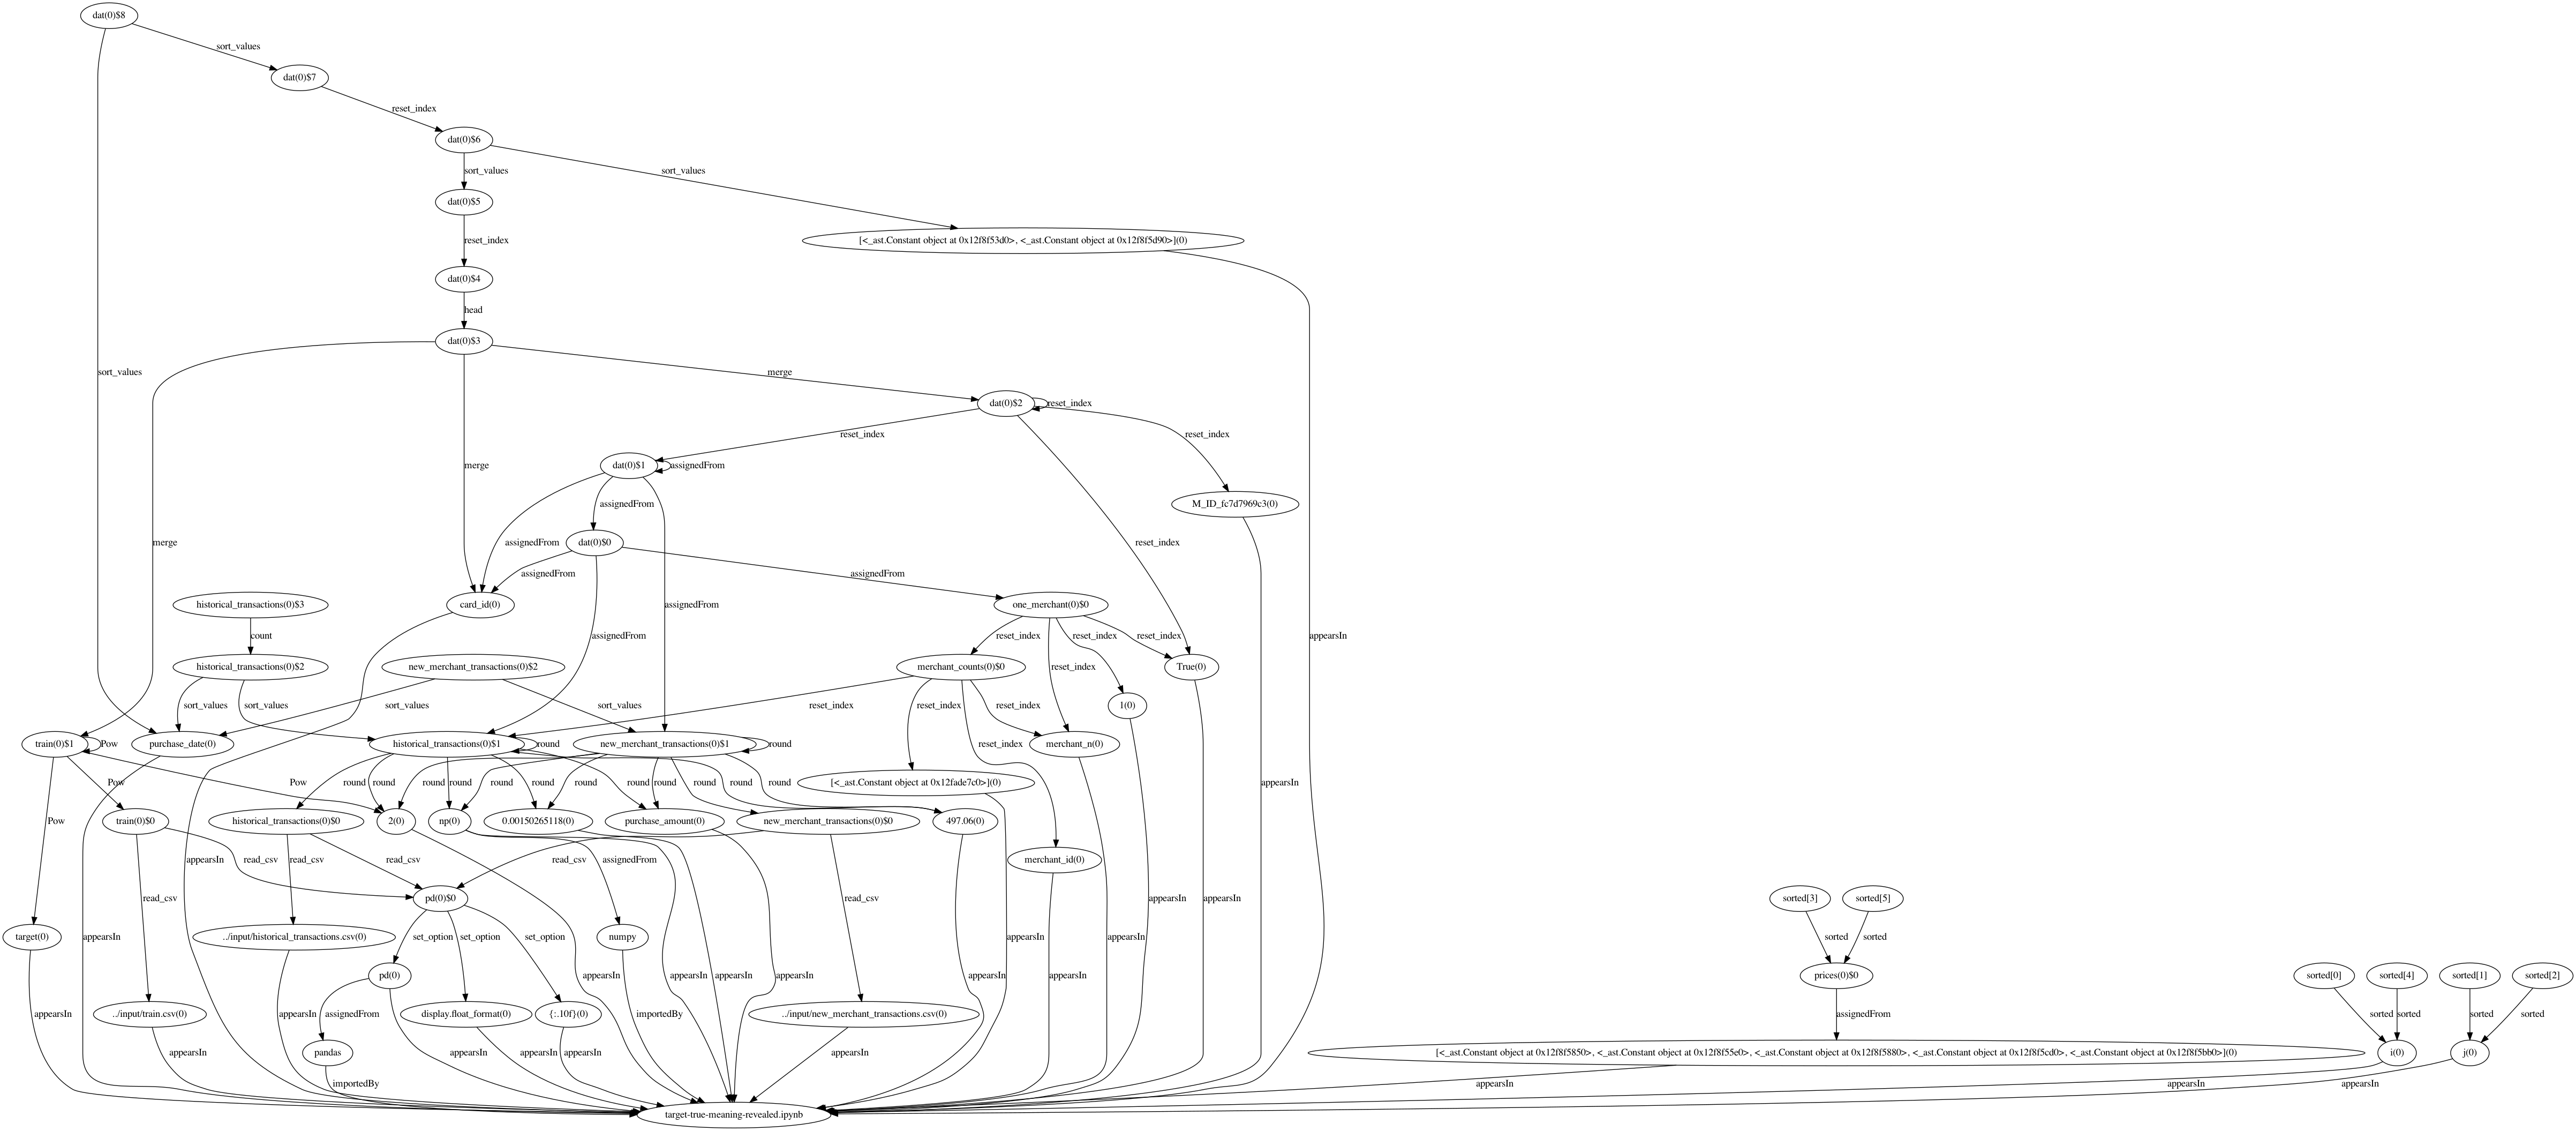 dat(0)$8
sort_values
dat(0)$7
reset_index
dat(0)$6
sort_values
sort_values
dat(0)$5
[<_ast.Constant object at 0x12f8f53d0>, <_ast.Constant object at 0x12f8f5d90>](0)
reset_index
dat(0)$4
head
dat(0)$3
sort_values
merge
dat(0)$2
reset_index
reset_index
reset_index
merge
dat(0)$1
assignedFrom
assignedFrom
M_ID_fc7d7969c3(0)
merge
assignedFrom
dat(0)$0
reset_index
assignedFrom
assignedFrom
historical_transactions(0)$3
card_id(0)
assignedFrom
one_merchant(0)$0
count
assignedFrom
reset_index
reset_index
reset_index
appearsIn
historical_transactions(0)$2
new_merchant_transactions(0)$2
merchant_counts(0)$0
reset_index
True(0)
sort_values
sort_values
sort_values
sort_values
reset_index
reset_index
reset_index
1(0)
train(0)$1
Pow
purchase_date(0)
historical_transactions(0)$1
round
new_merchant_transactions(0)$1
round
reset_index
merchant_n(0)
Pow
Pow
round
round
round
round
round
round
round
round
round
round
round
[<_ast.Constant object at 0x12fade7c0>](0)
appearsIn
Pow
train(0)$0
historical_transactions(0)$0
2(0)
np(0)
0.00150265118(0)
purchase_amount(0)
new_merchant_transactions(0)$0
497.06(0)
appearsIn
read_csv
read_csv
read_csv
assignedFrom
read_csv
merchant_id(0)
read_csv
pd(0)$0
read_csv
appearsIn
appearsIn
sorted[3]
sorted[5]
target(0)
appearsIn
../input/historical_transactions.csv(0)
set_option
set_option
set_option
numpy
appearsIn
appearsIn
sorted
sorted
pd(0)
appearsIn
appearsIn
appearsIn
appearsIn
appearsIn
appearsIn
prices(0)$0
sorted[0]
sorted[4]
sorted[1]
sorted[2]
appearsIn
../input/train.csv(0)
appearsIn
assignedFrom
display.float_format(0)
{:.10f}(0)
importedBy
../input/new_merchant_transactions.csv(0)
assignedFrom
sorted
sorted
sorted
sorted
appearsIn
pandas
appearsIn
appearsIn
appearsIn
appearsIn
[<_ast.Constant object at 0x12f8f5850>, <_ast.Constant object at 0x12f8f55e0>, <_ast.Constant object at 0x12f8f5880>, <_ast.Constant object at 0x12f8f5cd0>, <_ast.Constant object at 0x12f8f5bb0>](0)
i(0)
j(0)
importedBy
appearsIn
appearsIn
appearsIn
target-true-meaning-revealed.ipynb